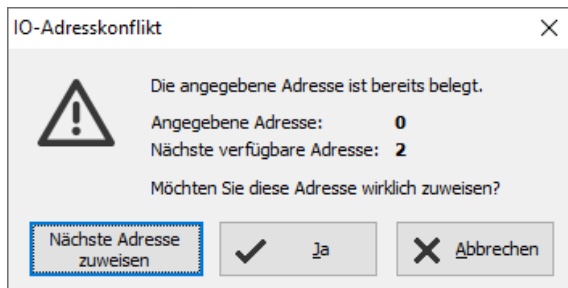 IO-Adresskonflikt
Die angegebene Adresse ist bereits belegt.
Angegebene Adresse: 0
Nächste verfügbare Adresse: 2
Möchten Sie diese Adresse wirklich zuweisen?
Nächste Adresse
zuweisen
Ja
Abbrechen